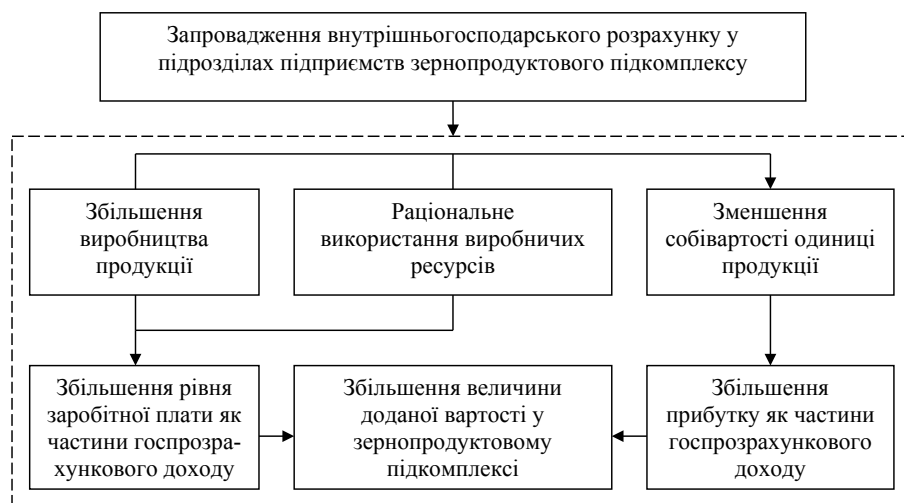 Запровадження внутрішньогосподарського розрахунку у
підрозділах підприємств зернопродуктового підкомплексу
Збільшення
виробництва
продукції
Раціональне
використання виробничих
ресурсів
Зменшення
собівартості одиниці
продукції
Збільшення рівня
заробітної плати як
частини госпрозра-
хункового доходу
Збільшення величини
доданої вартості у
зернопродуктовому
підкомплексі
Збільшення
прибутку як частини
госпрозрахункового
доходу